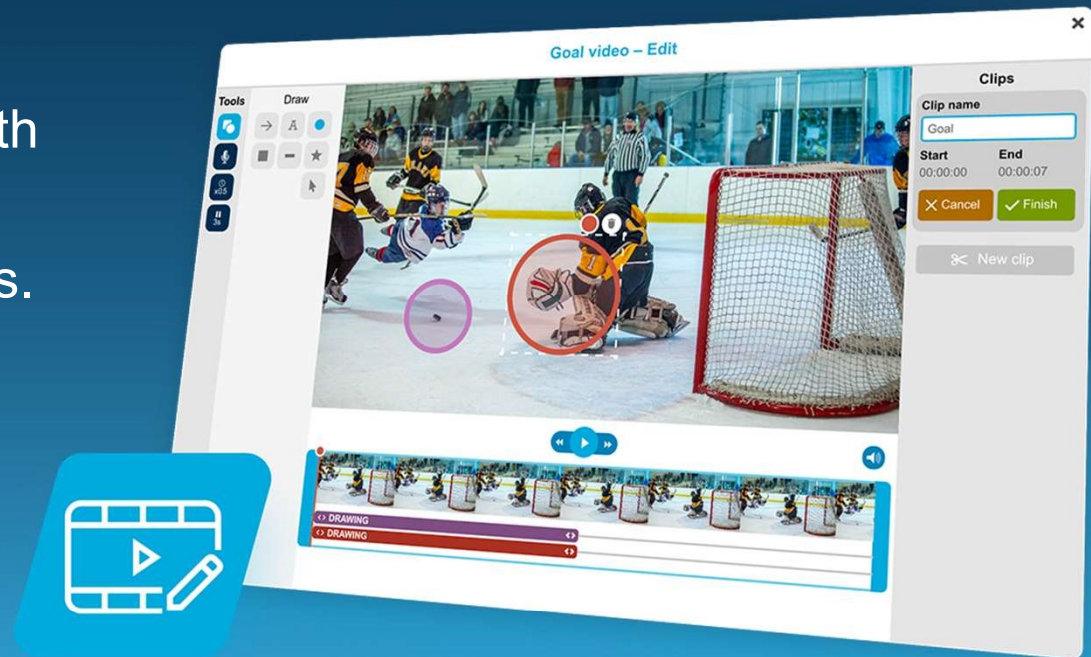 th
s.
Goal video – Edit
Tools
Draw
A
x0.5
3s
Clips
Clip name
Goal
Start End
00:00:00 00:00:07
Cancel Finish
New clip
1
DRAWING
DRAWING